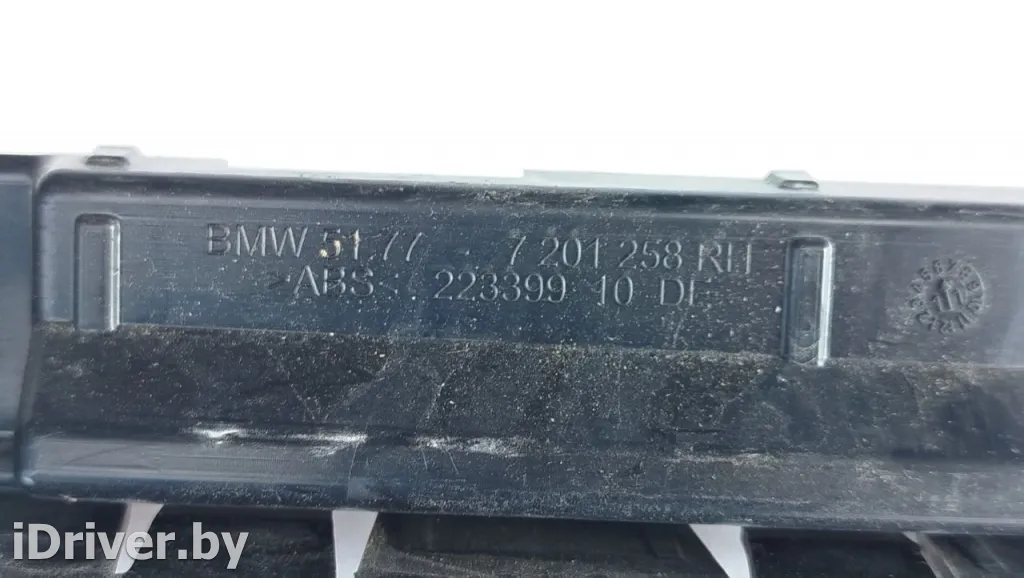 BMW 51.77 - 7 201 258 RH
>ABS< 223399 10 DE
iDriver.by